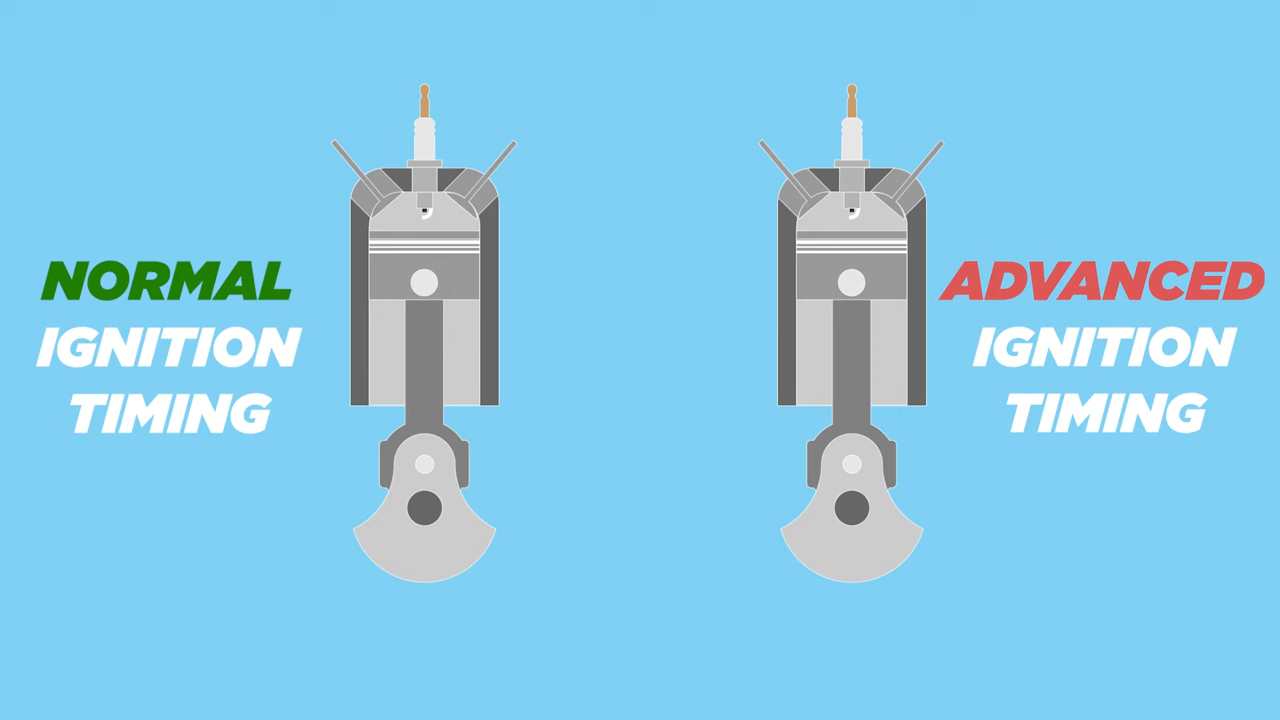 NORMAL
IGNITION
TIMING
ADVANCED
IGNITION
TIMING